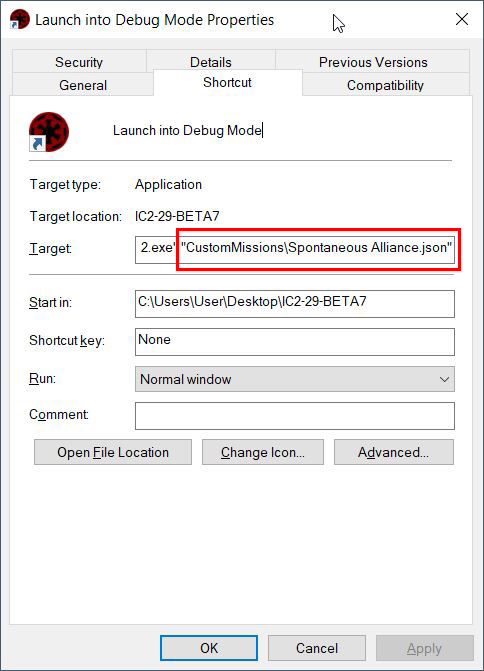 Launch into Debug Mode Properties
Security Details Previous Versions
General Shortcut Compatibility
Launch into Debug Mode
Target type: Application
Target location: IC2-29-BETA7
Target: 2.exe" "CustomMissions\Spontaneous Alliance.json"
Start in: C:\Users\User\Desktop\IC2-29-BETA7
Shortcut key: None
Run: Normal window
Comment:
Open File Location Change Icon... Advanced...
OK Cancel Apply